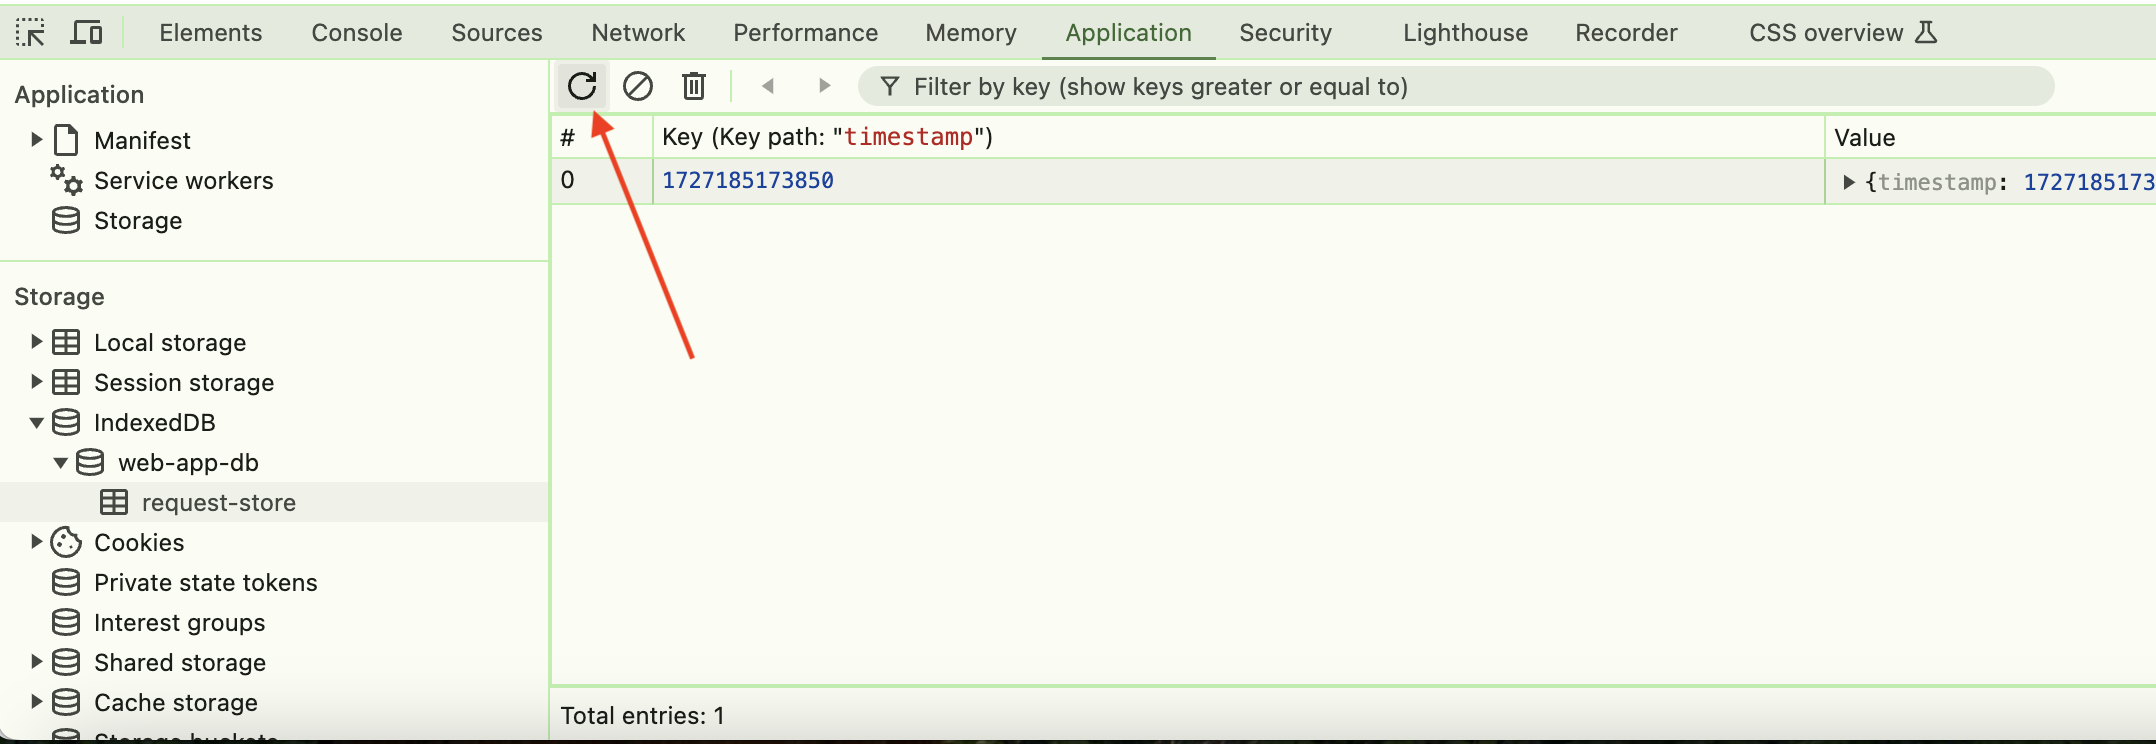 Elements Console Sources Network Performance Memory Application Security Lighthouse Recorder CSS overview
Application
Manifest
Service workers
Storage
Storage
Local storage
Session storage
IndexedDB
web-app-db
request-store
Cookies
Private state tokens
Interest groups
Shared storage
Cache storage
Storage buckets
Filter by key (show keys greater or equal to)
# Key (Key path: "timestamp") Value
0 1727185173850 {timestamp: 1727185173
Total entries: 1